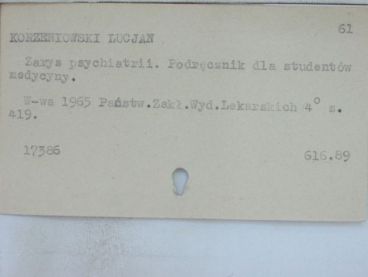 61
KORZENIOWSKI LUCJAN
Zarys psychiatrii. Podręcznik dla studentów
medycyny.
W-wa 1965 Państw.Zakł.Wyd.Lekarskich 4° s.
419.
17386 616.89